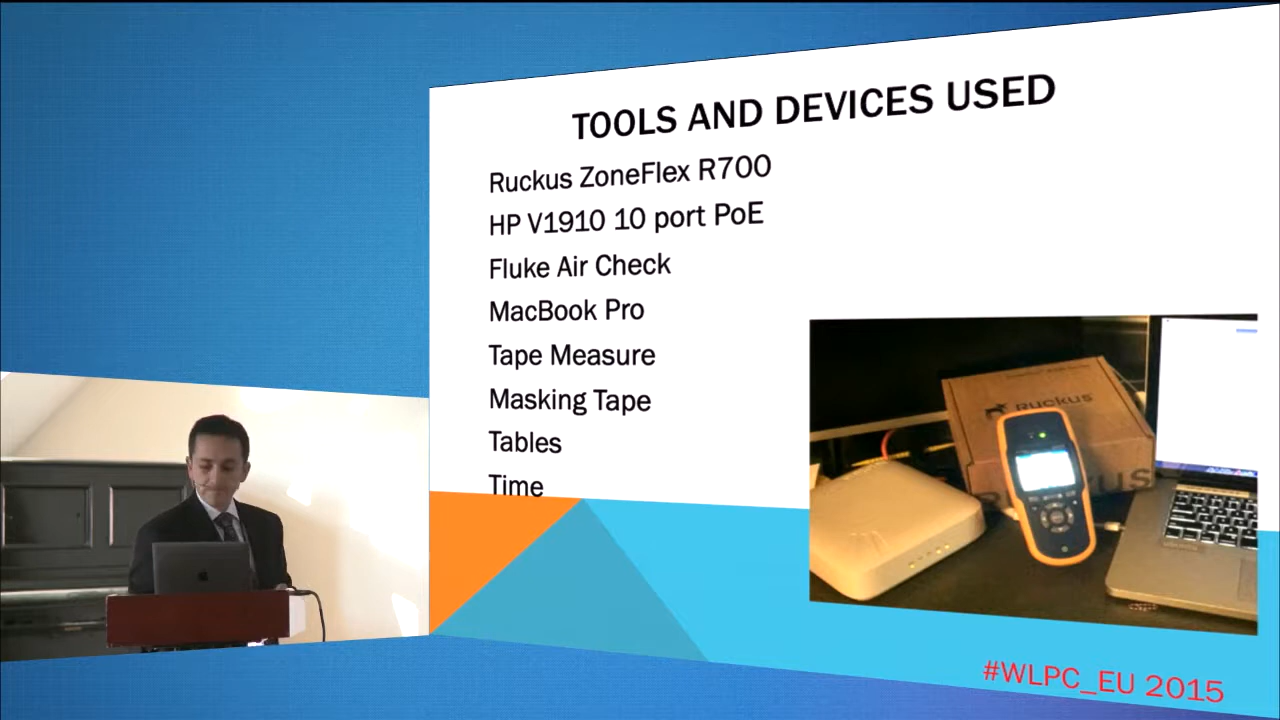 TOOLS AND DEVICES USED
Ruckus ZoneFlex R700
HP V1910 10 port PoE
Fluke Air Check
MacBook Pro
Tape Measure
Masking Tape
Tables
Time
RUCKUS
RUCKUS
#WLPC_EU 2015